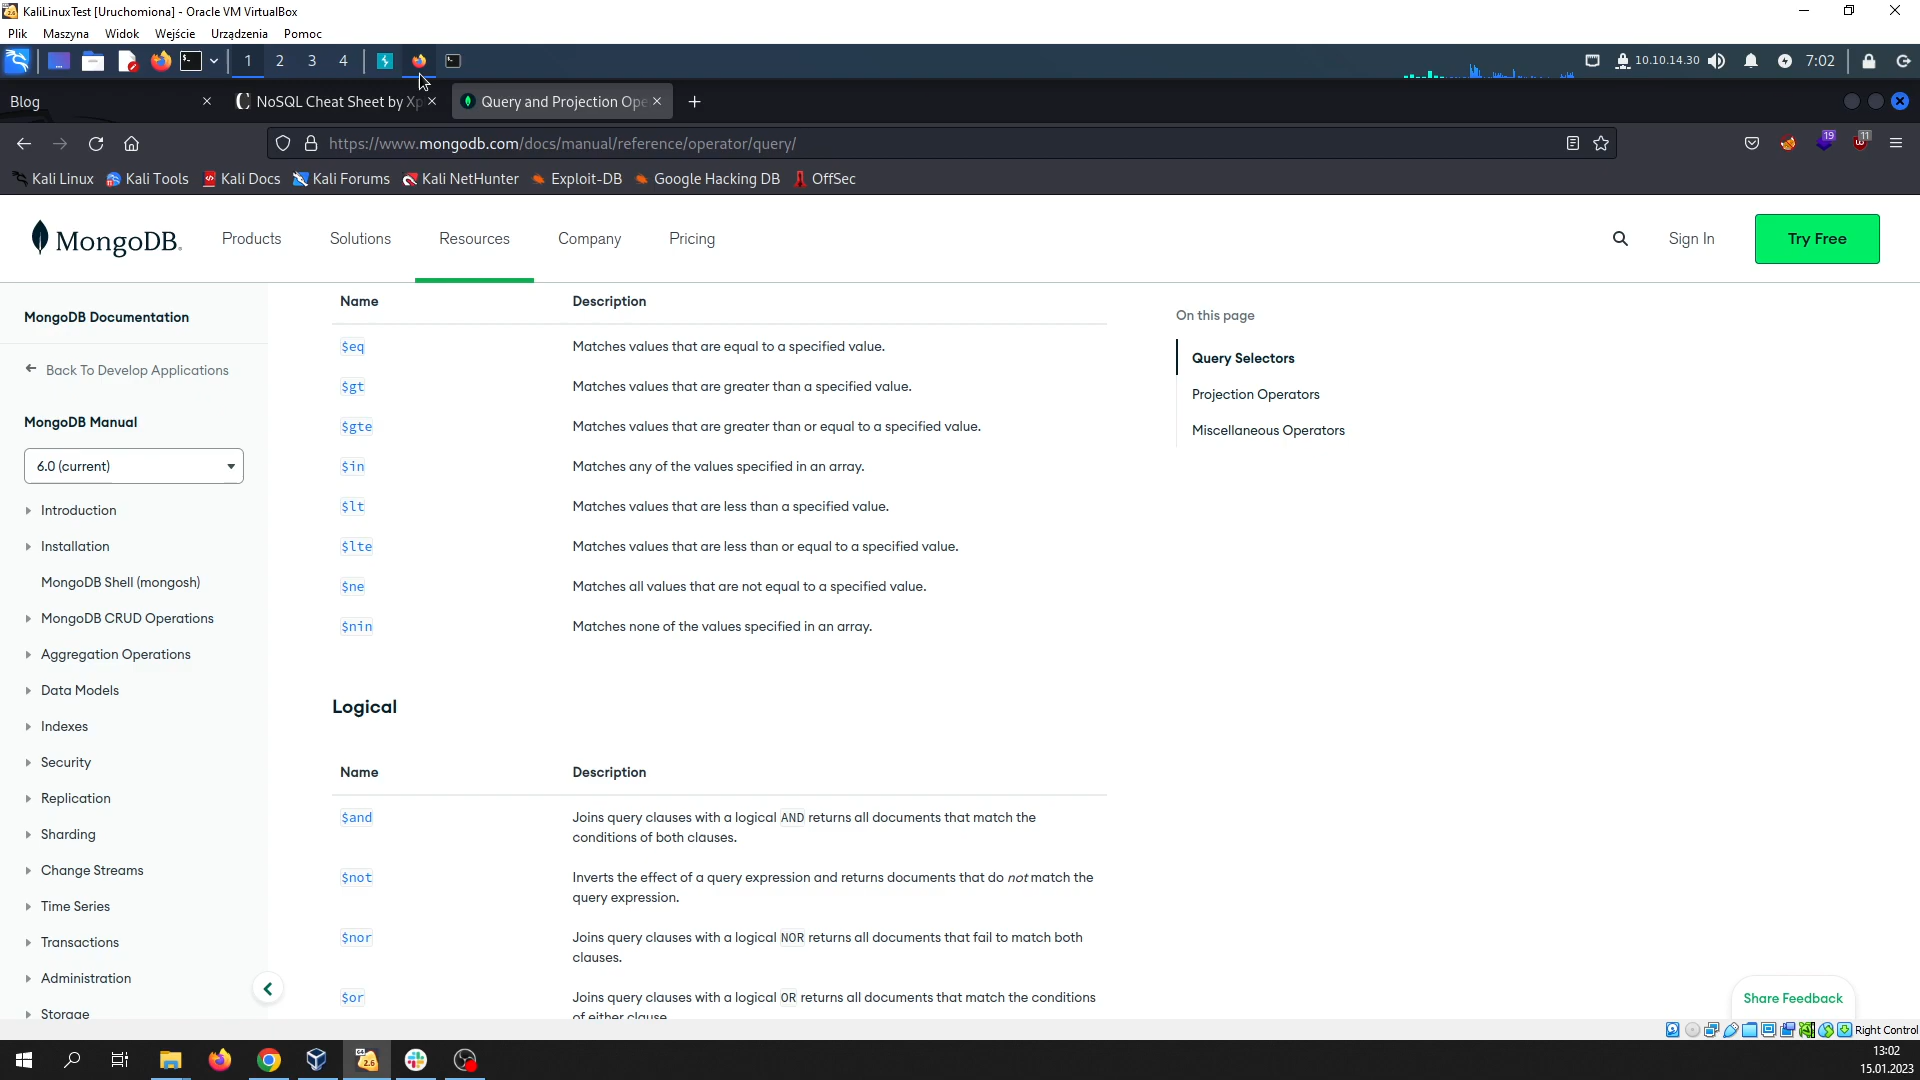 KaliLinuxTest [Uruchomiona] - Oracle VM VirtualBox
Plik Maszyna Widok Wejście Urządzenia Pomoc
1 2 3 4 10.10.14.30 7:02
Blog NoSQL Cheat Sheet by Xp Query and Projection Ope
https://www.mongodb.com/docs/manual/reference/operator/query/ 19 11
Kali Linux Kali Tools Kali Docs Kali Forums Kali NetHunter Exploit-DB Google Hacking DB OffSec
MongoDB. Products Solutions Resources Company Pricing Sign In Try Free
MongoDB Documentation
Back To Develop Applications
MongoDB Manual
6.0 (current)
Introduction
Installation
MongoDB Shell (mongosh)
MongoDB CRUD Operations
Aggregation Operations
Data Models
Indexes
Security
Replication
Sharding
Change Streams
Time Series
Transactions
Administration
Storage
Name Description
$eq Matches values that are equal to a specified value.
$gt Matches values that are greater than a specified value.
$gte Matches values that are greater than or equal to a specified value.
$in Matches any of the values specified in an array.
$lt Matches values that are less than a specified value.
$lte Matches values that are less than or equal to a specified value.
$ne Matches all values that are not equal to a specified value.
$nin Matches none of the values specified in an array.
Logical
Name Description
$and Joins query clauses with a logical AND returns all documents that match the
conditions of both clauses.
$not Inverts the effect of a query expression and returns documents that do not match the
query expression.
$nor Joins query clauses with a logical NOR returns all documents that fail to match both
clauses.
$or Joins query clauses with a logical OR returns all documents that match the conditions
of either clause.
On this page
Query Selectors
Projection Operators
Miscellaneous Operators
Share Feedback
Right Control
64
2.6
13:02
15.01.2023